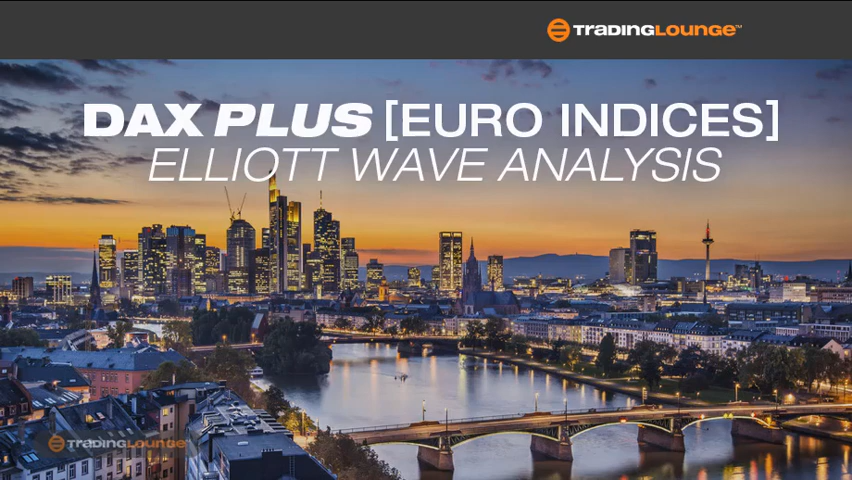 TRADINGLOUNGE™
DAX PLUS [EURO INDICES]
ELLIOTT WAVE ANALYSIS
TRADINGLOUNGE